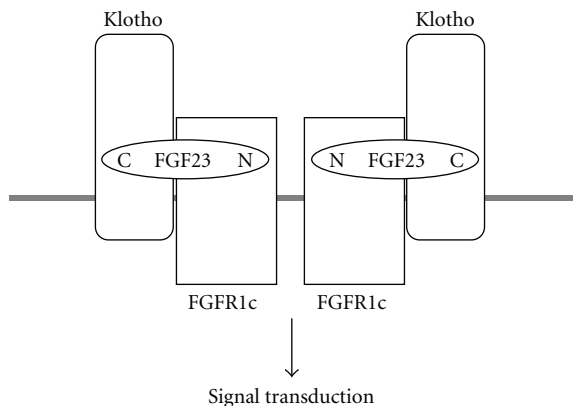 Klotho
Klotho
C FGF23 N
N FGF23 C
FGFR1c
FGFR1c
Signal transduction